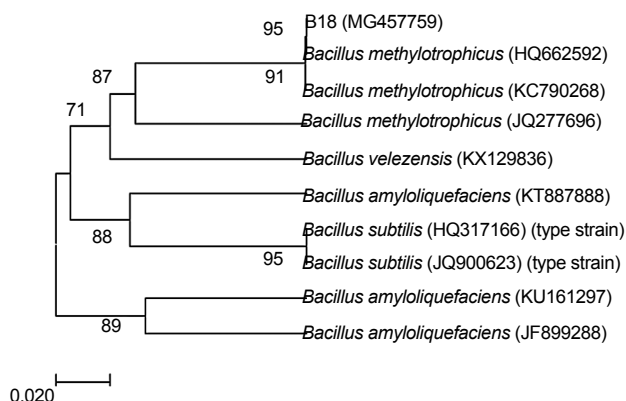 95
B18 (MG457759)
Bacillus methylotrophicus (HQ662592)
87
91
Bacillus methylotrophicus (KC790268)
71
Bacillus methylotrophicus (JQ277696)
Bacillus velezensis (KX129836)
Bacillus amyloliquefaciens (KT887888)
Bacillus subtilis (HQ317166) (type strain)
88
95
Bacillus subtilis (JQ900623) (type strain)
Bacillus amyloliquefaciens (KU161297)
89
Bacillus amyloliquefaciens (JF899288)
0.020